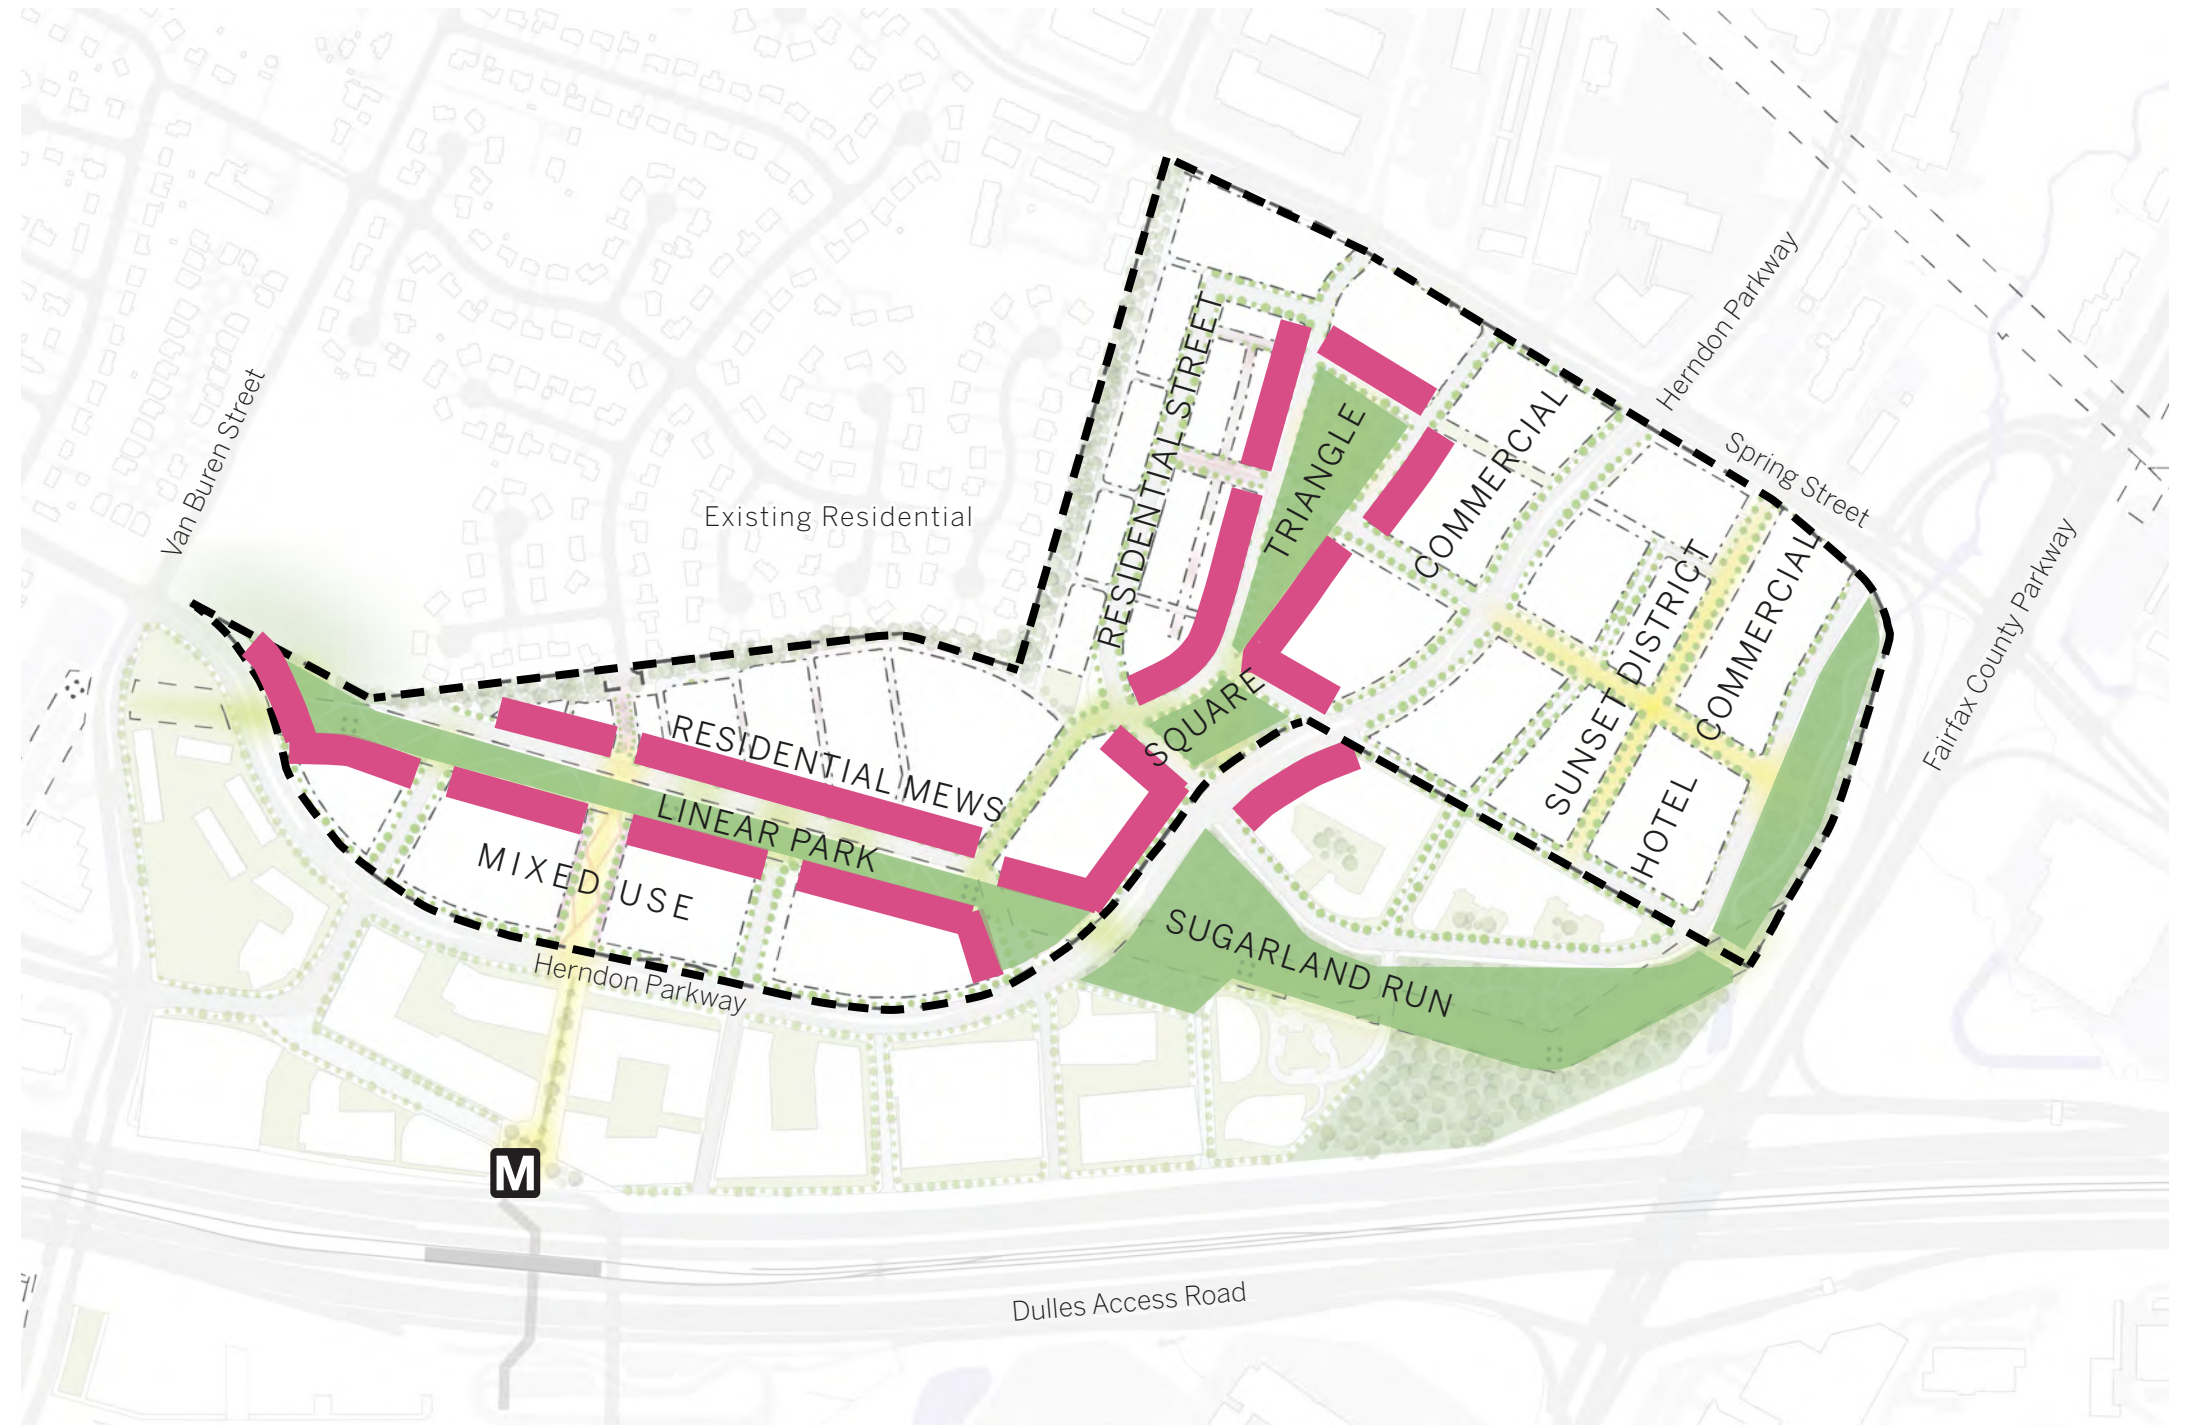 Herndon Parkway
Spring Street
Van Buren Street
RESIDENTIAL STREET
TRIANGLE
COMMERCIAL
Existing Residential
SUNSET DISTRICT
COMMERCIAL
Fairfax County Parkway
SQUARE
RESIDENTIAL MEWS
LINEAR PARK
HOTEL
MIXED USE
SUGARLAND RUN
Herndon Parkway
M
Dulles Access Road